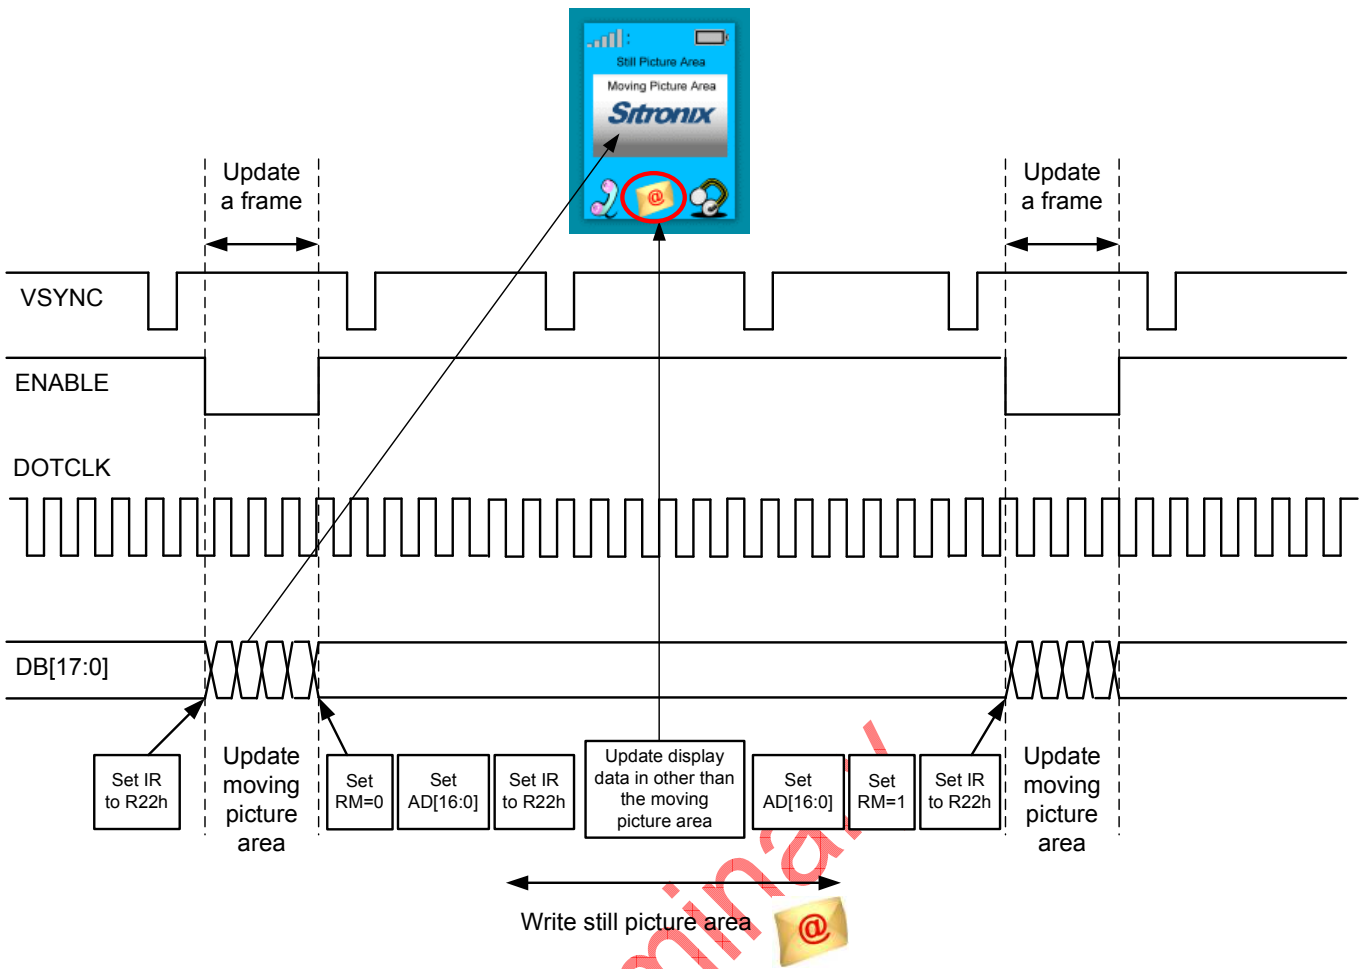 Still Picture Area
Moving Picture Area
Sitronix
@
Update
a frame
Update
a frame
VSYNC
ENABLE
DOTCLK
DB[17:0]
Set IR
to R22h
Update
moving
picture
area
Set
RM=0
Set
AD[16:0]
Set IR
to R22h
Update display
data in other than
the moving
picture area
Set
AD[16:0]
Set
RM=1
Set IR
to R22h
Update
moving
picture
area
Write still picture area
@